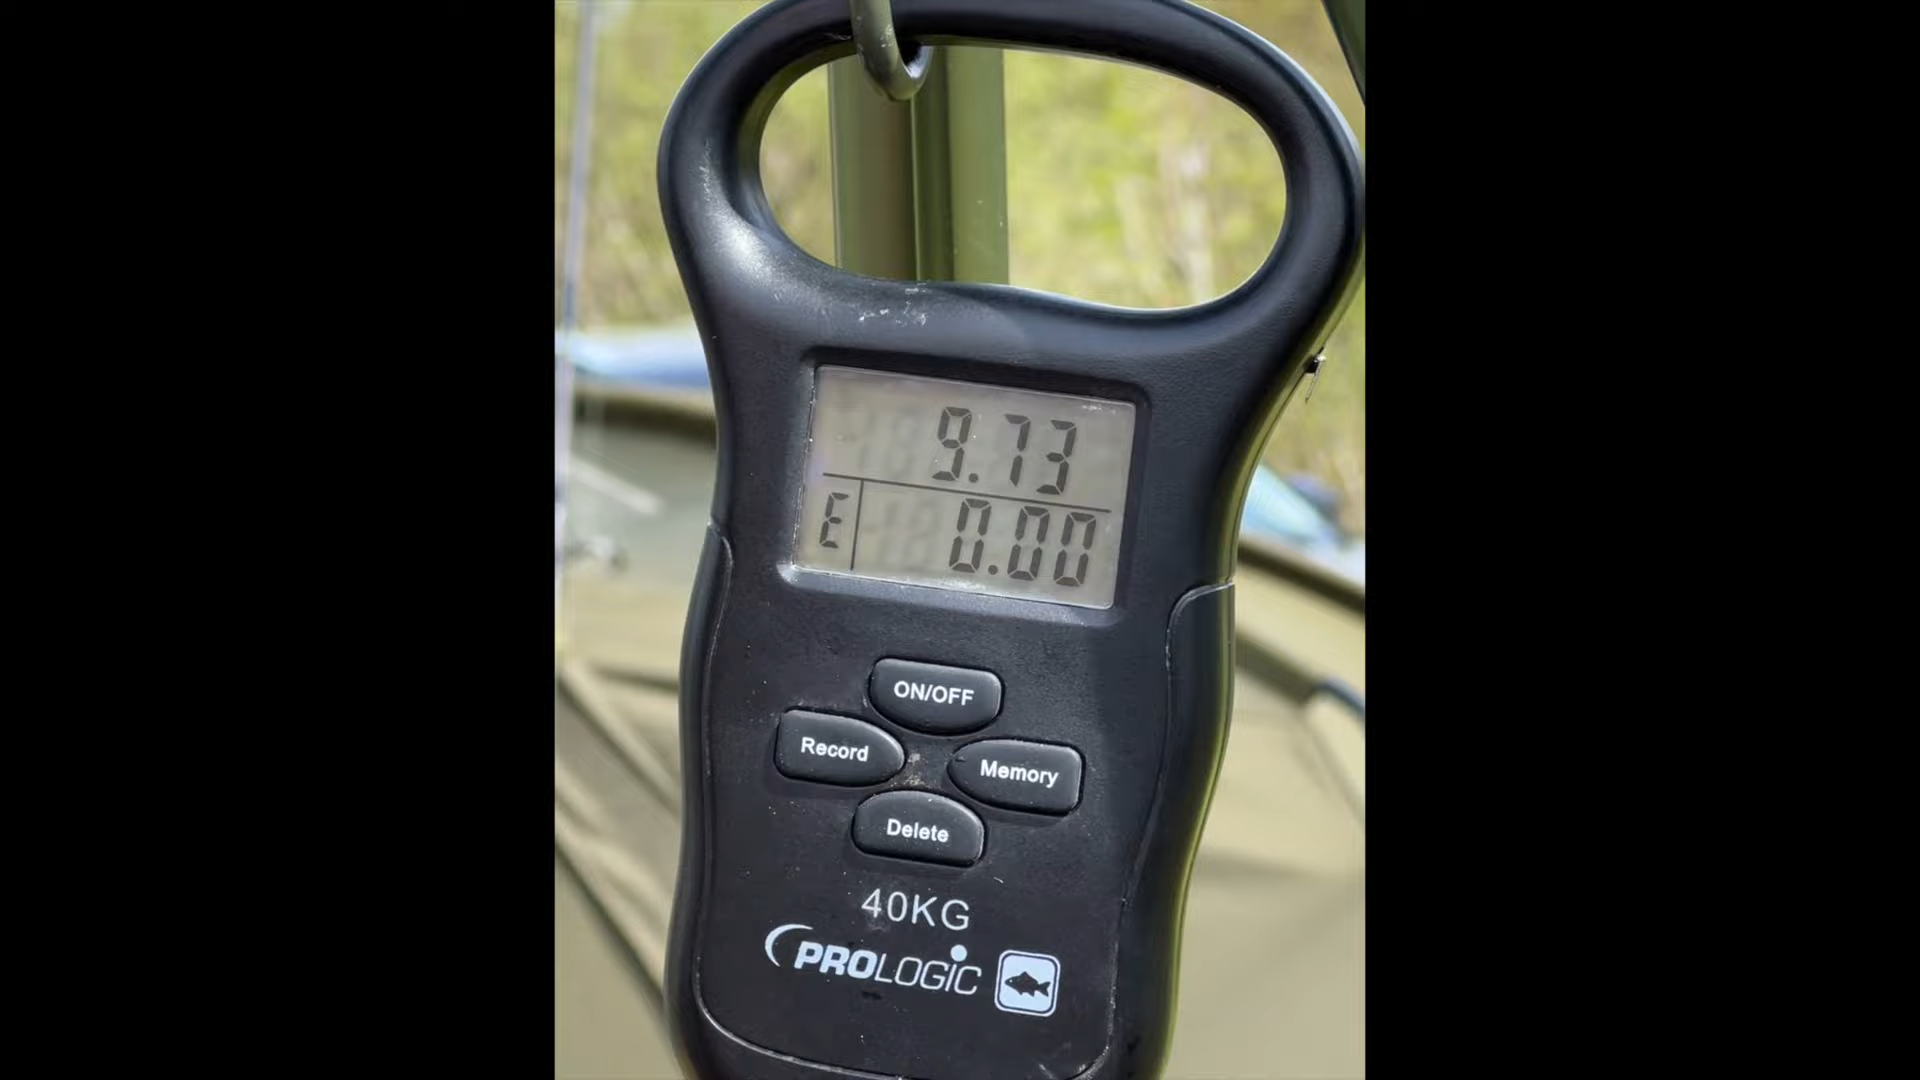 9.73
E 0.00
ON/OFF
Record
Memory
Delete
40KG
PROLOGIC